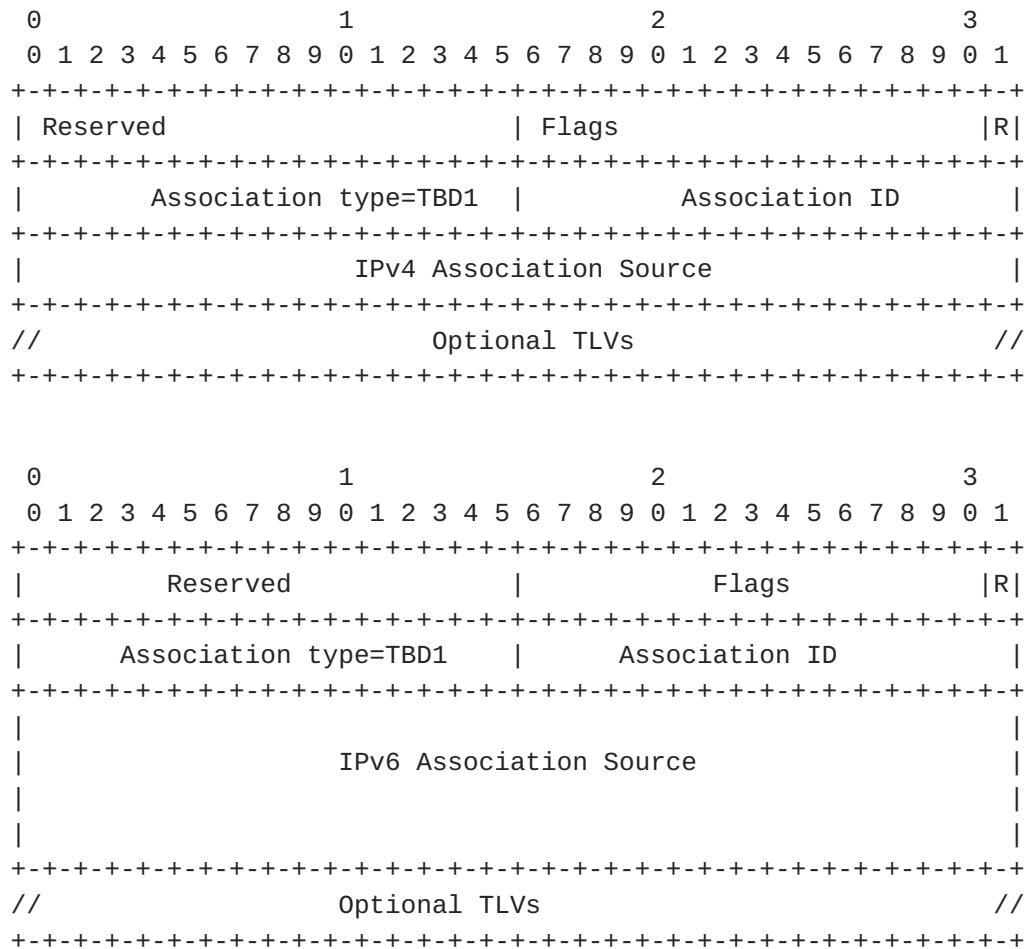 0                   1                   2                   3
 0 1 2 3 4 5 6 7 8 9 0 1 2 3 4 5 6 7 8 9 0 1 2 3 4 5 6 7 8 9 0 1
+-+-+-+-+-+-+-+-+-+-+-+-+-+-+-+-+-+-+-+-+-+-+-+-+-+-+-+-+-+-+-+-+
| Reserved                      | Flags                       |R|
+-+-+-+-+-+-+-+-+-+-+-+-+-+-+-+-+-+-+-+-+-+-+-+-+-+-+-+-+-+-+-+-+
|        Association type=TBD1  |          Association ID       |
+-+-+-+-+-+-+-+-+-+-+-+-+-+-+-+-+-+-+-+-+-+-+-+-+-+-+-+-+-+-+-+-+
|                     IPv4 Association Source                   |
+-+-+-+-+-+-+-+-+-+-+-+-+-+-+-+-+-+-+-+-+-+-+-+-+-+-+-+-+-+-+-+-+
//                         Optional TLVs                       //
+-+-+-+-+-+-+-+-+-+-+-+-+-+-+-+-+-+-+-+-+-+-+-+-+-+-+-+-+-+-+-+-+

 0                   1                   2                   3
 0 1 2 3 4 5 6 7 8 9 0 1 2 3 4 5 6 7 8 9 0 1 2 3 4 5 6 7 8 9 0 1
+-+-+-+-+-+-+-+-+-+-+-+-+-+-+-+-+-+-+-+-+-+-+-+-+-+-+-+-+-+-+-+-+
|         Reserved              |            Flags            |R|
+-+-+-+-+-+-+-+-+-+-+-+-+-+-+-+-+-+-+-+-+-+-+-+-+-+-+-+-+-+-+-+-+
|      Association type=TBD1    |      Association ID           |
+-+-+-+-+-+-+-+-+-+-+-+-+-+-+-+-+-+-+-+-+-+-+-+-+-+-+-+-+-+-+-+-+
|                                                               |
|                    IPv6 Association Source                    |
|                                                               |
|                                                               |
+-+-+-+-+-+-+-+-+-+-+-+-+-+-+-+-+-+-+-+-+-+-+-+-+-+-+-+-+-+-+-+-+
//                   Optional TLVs                             //
+-+-+-+-+-+-+-+-+-+-+-+-+-+-+-+-+-+-+-+-+-+-+-+-+-+-+-+-+-+-+-+-+